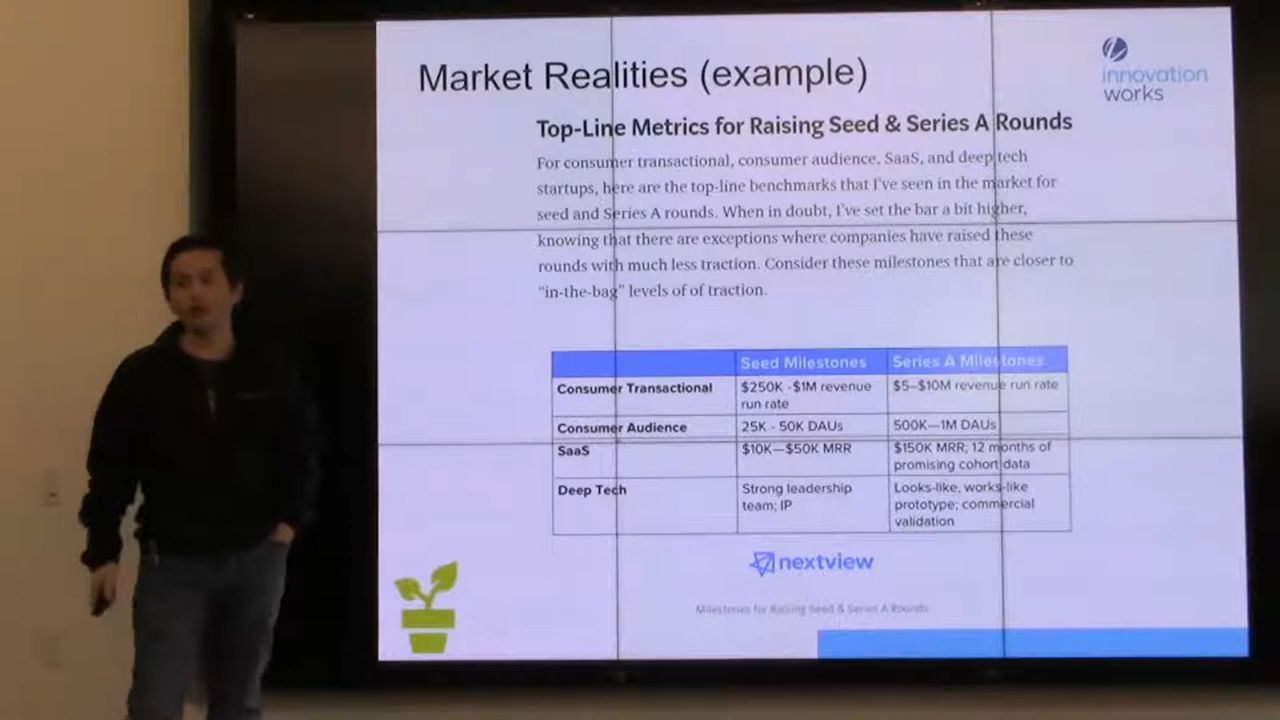 Market Realities (example)
innovation
works
Top-Line Metrics for Raising Seed & Series A Rounds
For consumer transactional, consumer audience, SaaS, and deep tech
startups, here are the top-line benchmarks that I've seen in the market for
seed and Series A rounds. When in doubt, I've set the bar a bit higher,
knowing that there are exceptions where companies have raised these
rounds with much less traction. Consider these milestones that are closer to
“in-the-bag” levels of of traction.
Seed Milestones Series A Milestones
Consumer Transactional $250K -$1M revenue $5–$10M revenue run rate
run rate
Consumer Audience 25K - 50K DAUs 500K—1M DAUs
SaaS $10K—$50K MRR $150K MRR; 12 months of
promising cohort data
Deep Tech Strong leadership Looks-like, works-like
team; IP prototype; commercial
validation
nextview
Milestones for Raising Seed & Series A Rounds